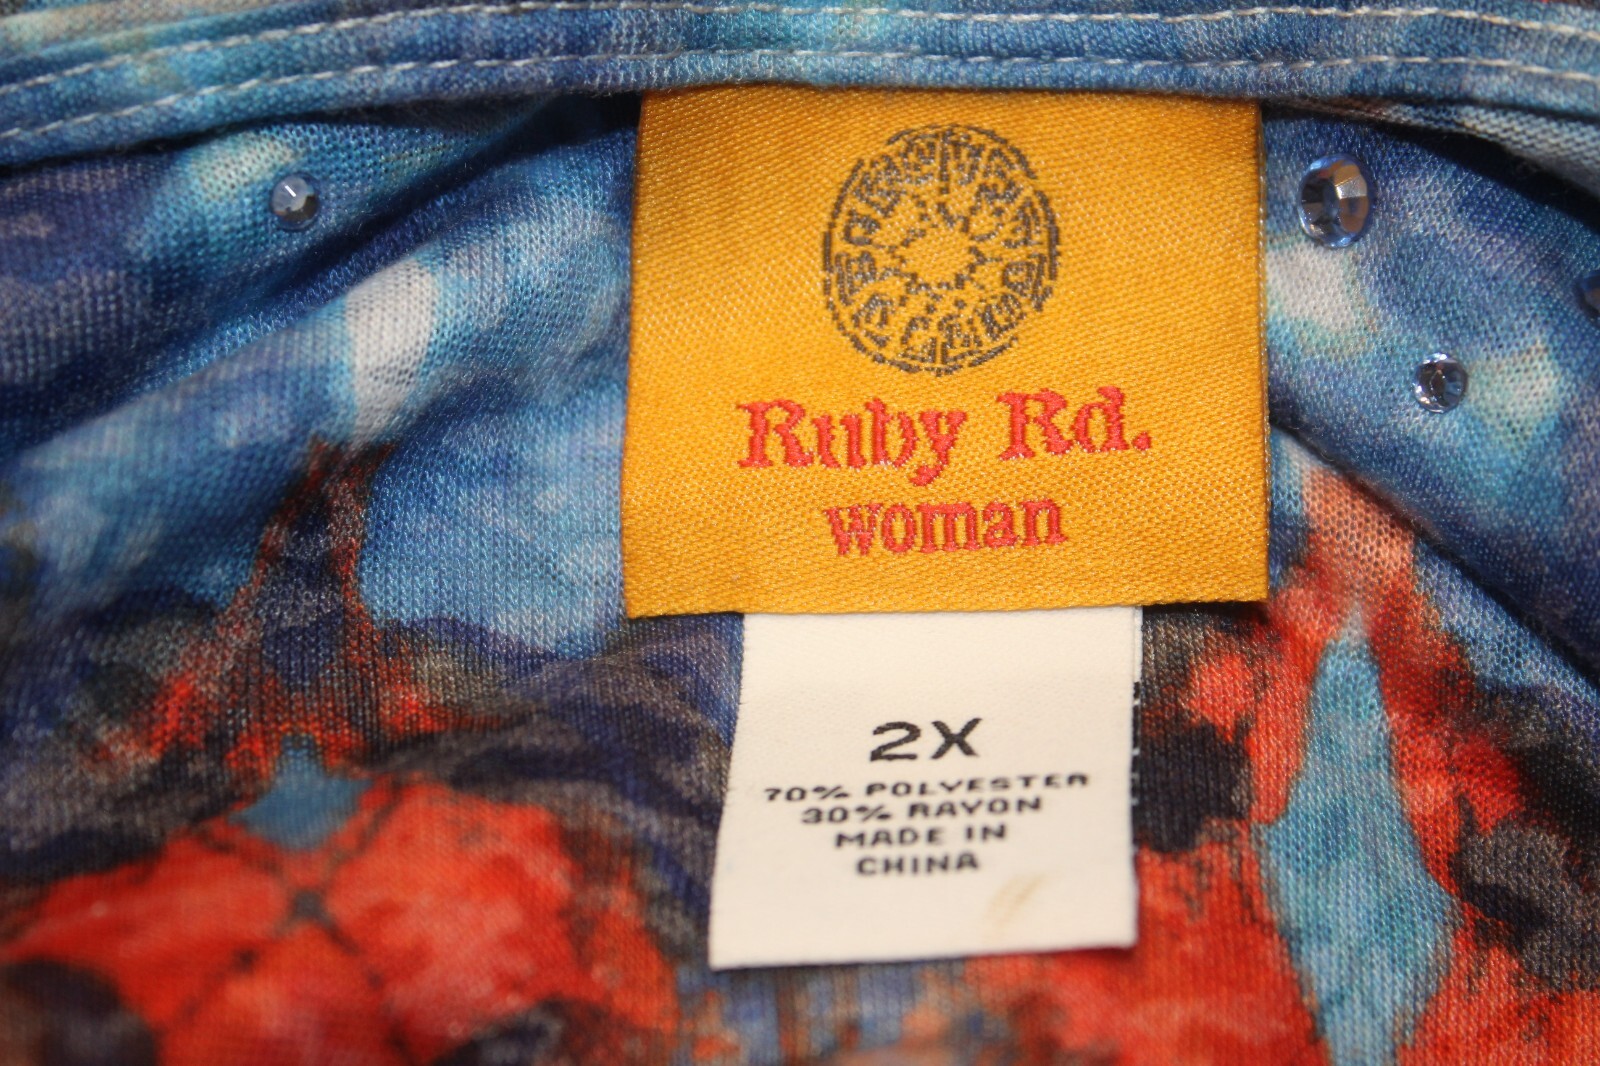 Ruby Rd.
woman
2X
70% POLYESTER
30% RAYON
MADE IN
CHINA